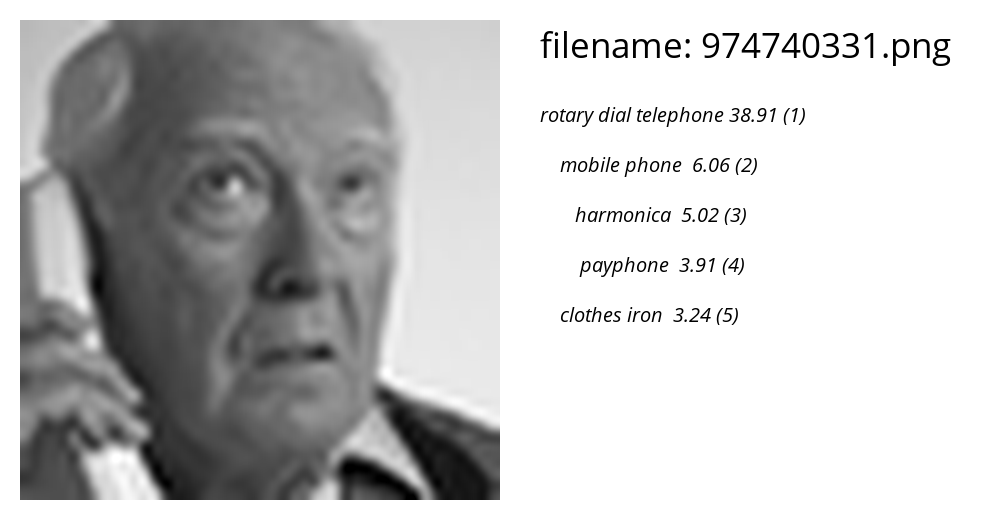 filename: 974740331.png
rotary dial telephone 38.91 (1)
mobile phone 6.06 (2)
harmonica 5.02 (3)
payphone 3.91 (4)
clothes iron 3.24 (5)